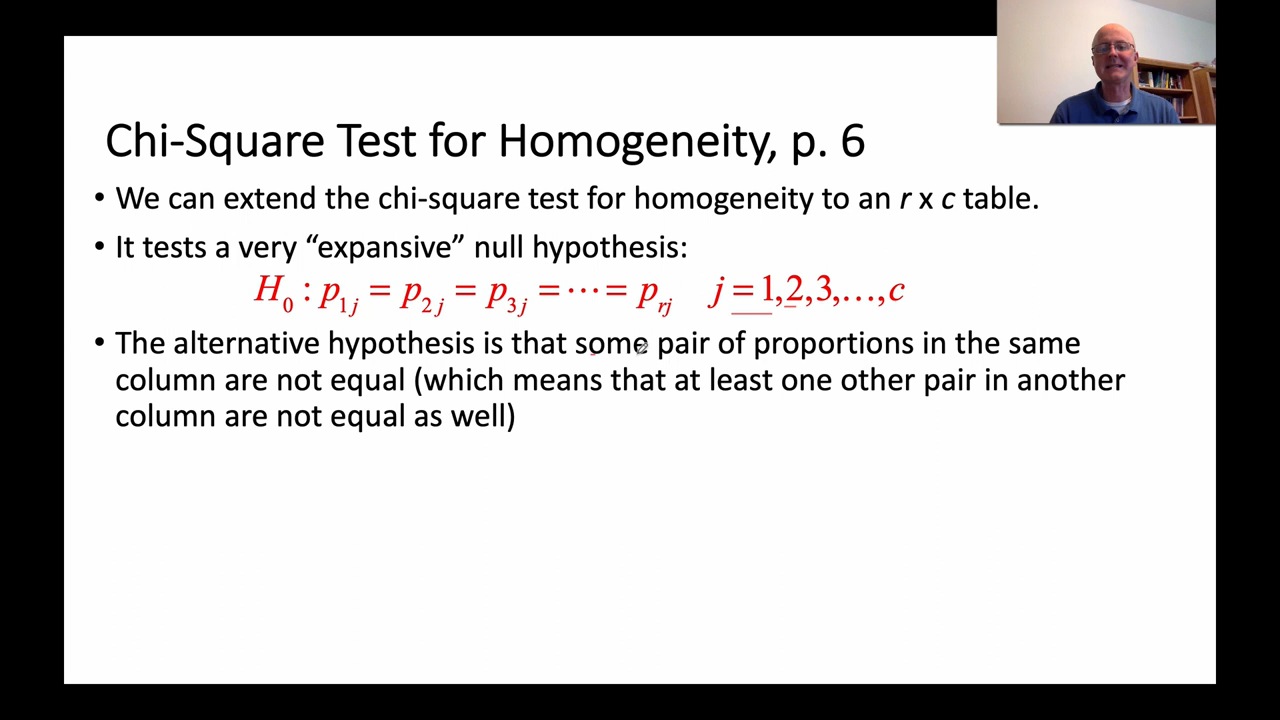 Chi-Square Test for Homogeneity, p. 6
• We can extend the chi-square test for homogeneity to an r x c table.
• It tests a very “expansive” null hypothesis:
H₀ : p₁ⱼ = p₂ⱼ = p₃ⱼ = ⋯ = pᵣⱼ   j = 1,2,3,…,c
• The alternative hypothesis is that some pair of proportions in the same
column are not equal (which means that at least one other pair in another
column are not equal as well)